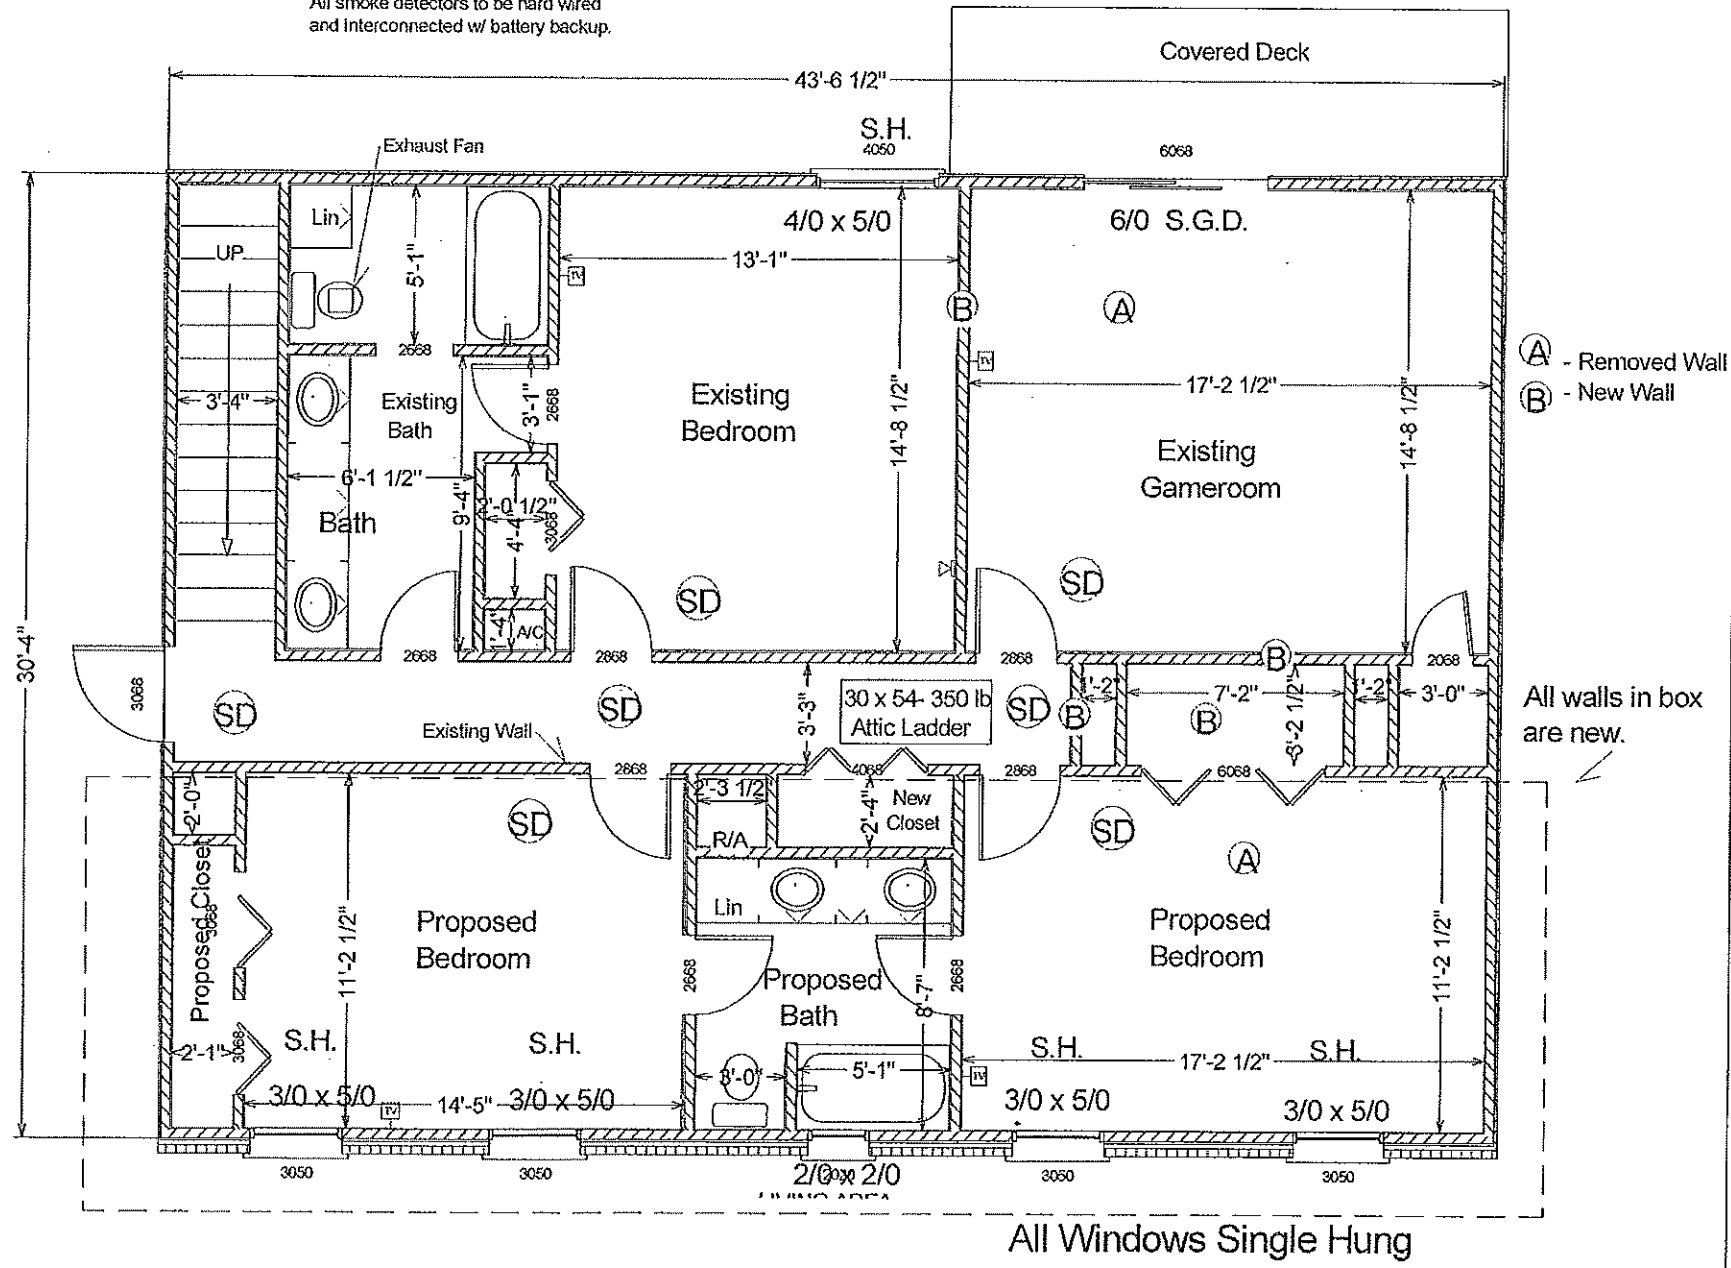 All smoke detectors to be hard wired
and interconnected w/ battery backup.
Covered Deck
43'-6 1/2"
S.H.
4050
6068
Exhaust Fan
Lin
4/0 x 5/0
6/0 S.G.D.
UP
5'-1"
13'-1"
TV
B
A
2668
TV
A - Removed Wall
B - New Wall
17'-2 1/2"
3'-4"
Existing
Bath
3'-1"
2668
Existing
Bedroom
14'-8 1/2"
14'-8 1/2"
Existing
Gameroom
6'-1 1/2"
9'-4"
2'-0 1/2"
4'-4"
3068
Bath
SD
SD
1'-4"
A/C
30'-4"
2668
2868
2868
B
2068
3068
SD
SD
3'-3"
30 x 54- 350 lb
Attic Ladder
SD
B
1'-2"
7'-2"
B
3'-2 1/2"
1'-2"
3'-0"
All walls in box
are new.
Existing Wall
2868
4068
2868
6068
2'-0"
2'-3 1/2"
2'-4"
New
Closet
SD
R/A
SD
A
Proposed Closet
3068
11'-2 1/2"
Proposed
Bedroom
Lin
Proposed
Bedroom
2668
2668
Proposed
Bath
8'-7"
11'-2 1/2"
2'-1"
3068
S.H.
S.H.
3'-0"
5'-1"
S.H.
17'-2 1/2"
S.H.
TV
3/0 x 5/0
TV
14'-5"
3/0 x 5/0
3/0 x 5/0
3/0 x 5/0
3050
3050
2/0 x 2/0
2020
3050
3050
LIVING AREA
All Windows Single Hung